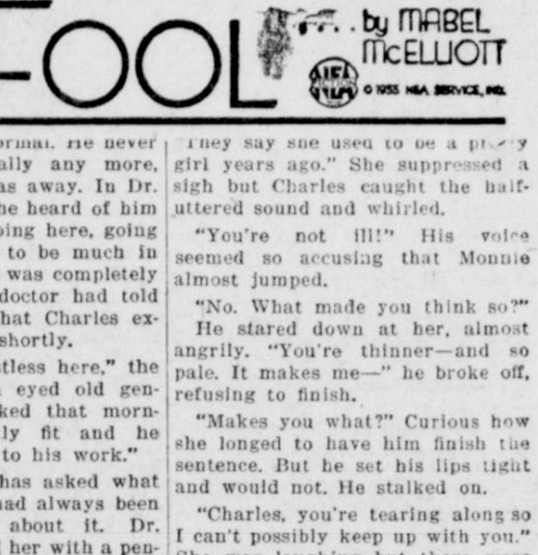 FOOL
by MABEL
McELLIOTT
NEA
© 1933 NEA SERVICE, INC.
ormal. He never
ally any more,
as away. In Dr.
he heard of him
oing here, going
to be much in
was completely
doctor had told
hat Charles ex-
shortly.
tless here," the
eyed old gen-
ked that morn-
ly fit and he
to his work."
has asked what
had always been
about it. Dr.
her with a pen-
They say she used to be a pretty
girl years ago." She suppressed a
sigh but Charles caught the half-
uttered sound and whirled.
"You're not ill!" His voice
seemed so accusing that Monnie
almost jumped.
"No. What made you think so?"
He stared down at her, almost
angrily. "You're thinner—and so
pale. It makes me—" he broke off,
refusing to finish.
"Makes you what?" Curious how
she longed to have him finish the
sentence. But he set his lips tight
and would not. He stalked on.
"Charles, you're tearing along so
I can't possibly keep up with you."